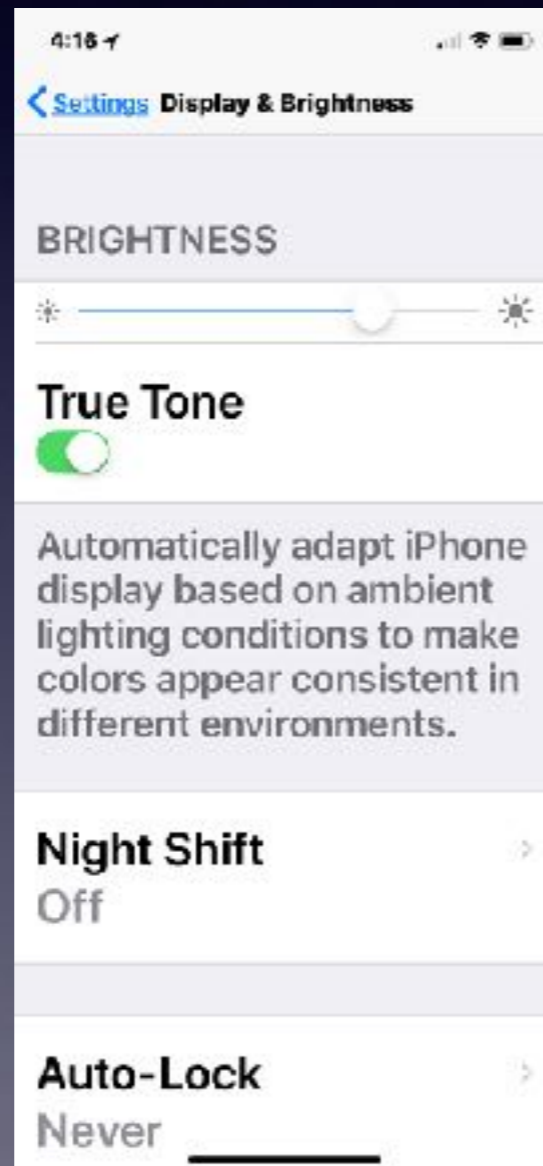 4:16
Settings Display & Brightness
BRIGHTNESS
True Tone
Automatically adapt iPhone
display based on ambient
lighting conditions to make
colors appear consistent in
different environments.
Night Shift
Off
Auto-Lock
Never